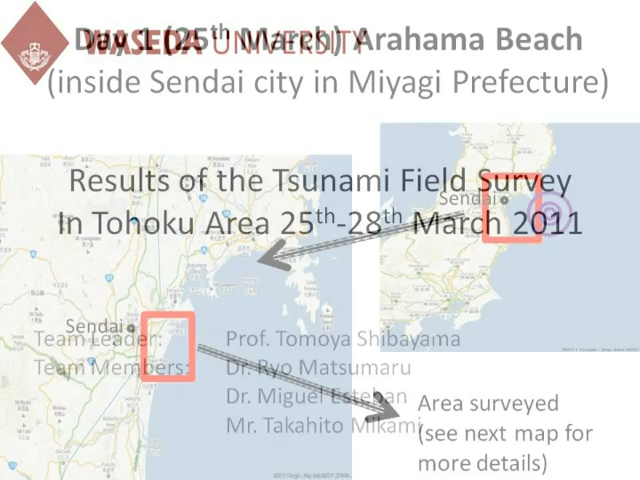 Day 1 (25th March) Arahama Beach
WASEDA UNIVERSITY
(inside Sendai city in Miyagi Prefecture)
Results of the Tsunami Field Survey
In Tohoku Area 25th-28th March 2011
Sendai
Sendai
Team Leader: Prof. Tomoya Shibayama
Team Members: Dr. Ryo Matsumaru
Dr. Miguel Esteban
Mr. Takahito Mikami
Area surveyed
(see next map for
more details)